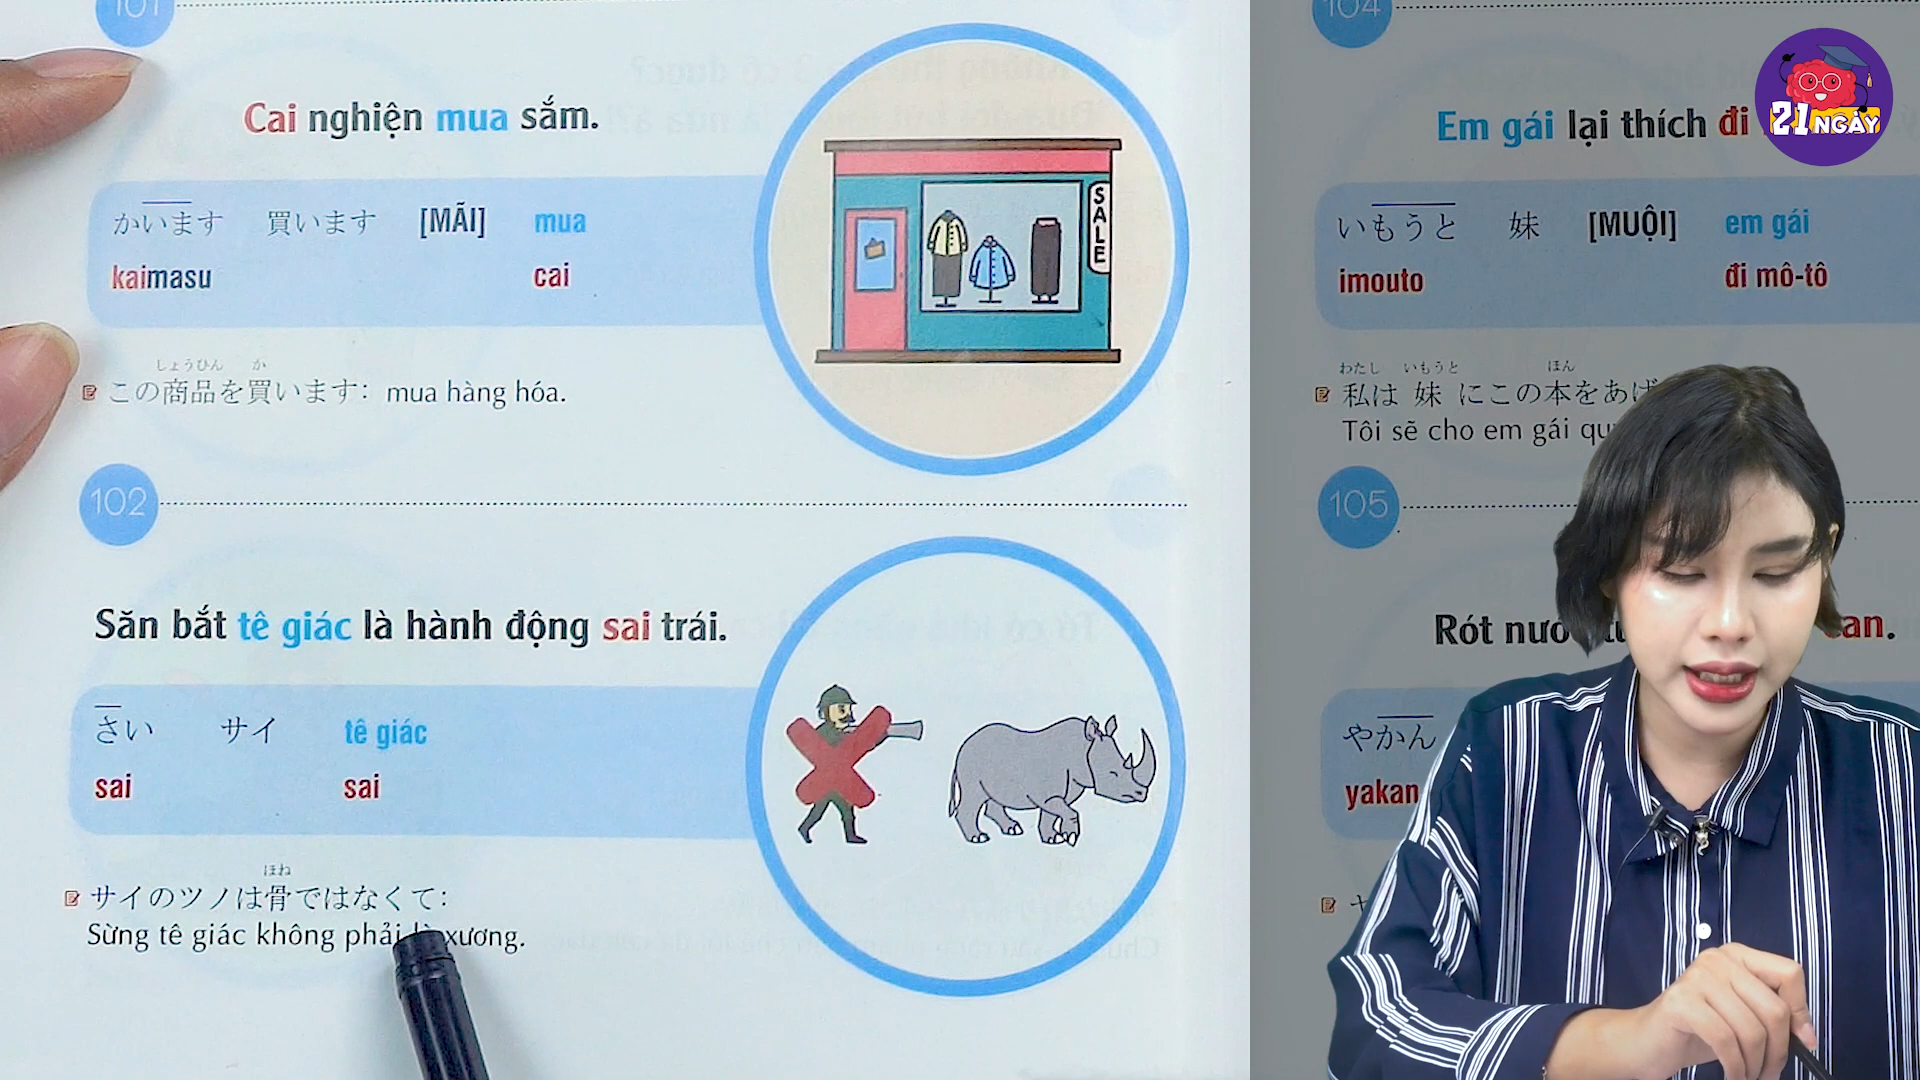 101
Cai nghiện mua sắm.
かいます 買います [MÃI] mua
kaimasu cai
SALE
しょうひん か
この商品を買います: mua hàng hóa.
102
Săn bắt tê giác là hành động sai trái.
さい サイ tê giác
sai sai
ほね
サイのツノは骨ではなくて:
Sừng tê giác không phải là xương.
104
Em gái lại thích đi
21 NGÀY
いもうと 妹 [MUỘI] em gái
imouto đi mô-tô
わたし いもうと ほん
私は 妹 にこの本をあげ
Tôi sẽ cho em gái
105
Rót can.
やかん
yakan